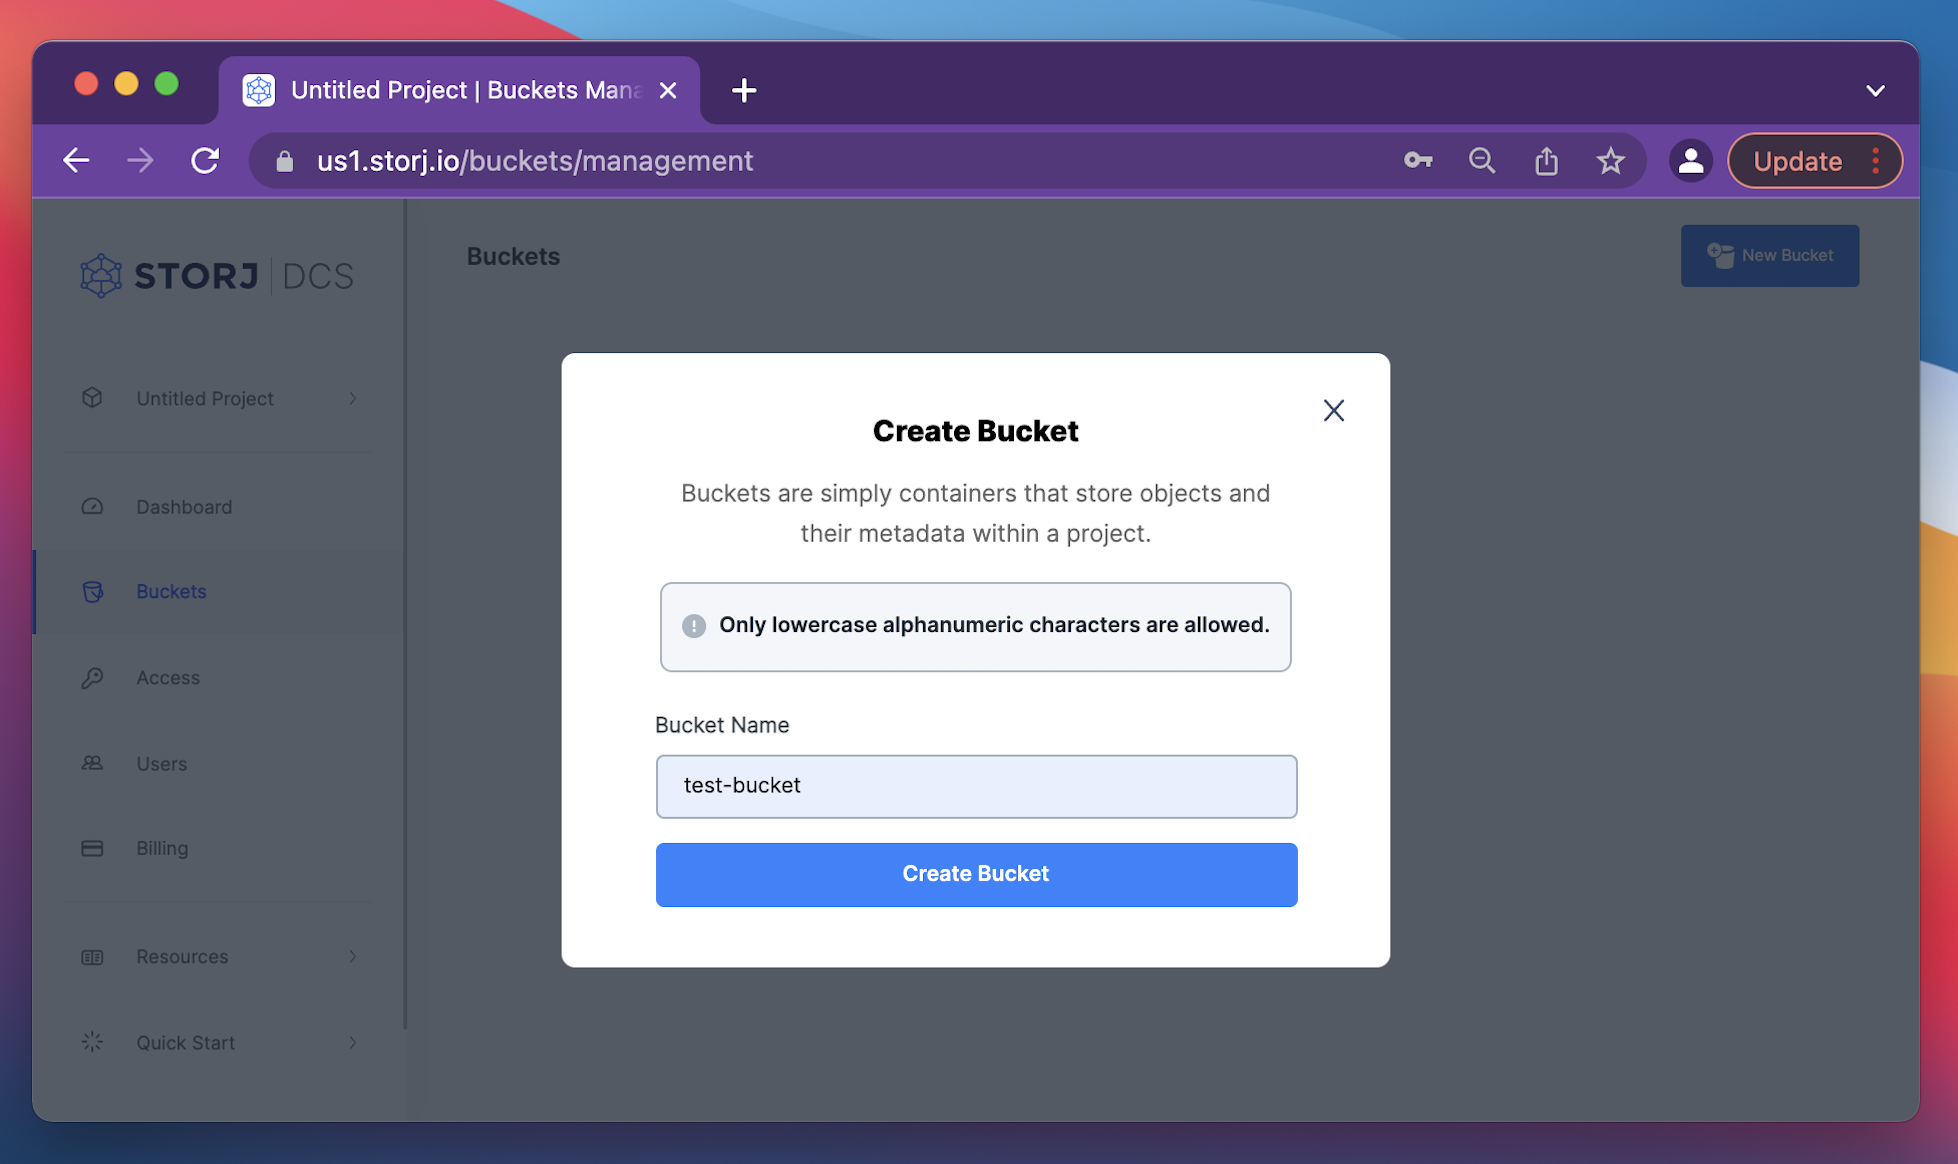 Untitled Project | Buckets Mana
us1.storj.io/buckets/management
Update
STORJ DCS
Untitled Project
Dashboard
Buckets
Access
Users
Billing
Resources
Quick Start
Buckets
New Bucket
Create Bucket
Buckets are simply containers that store objects and
their metadata within a project.
Only lowercase alphanumeric characters are allowed.
Bucket Name
test-bucket
Create Bucket